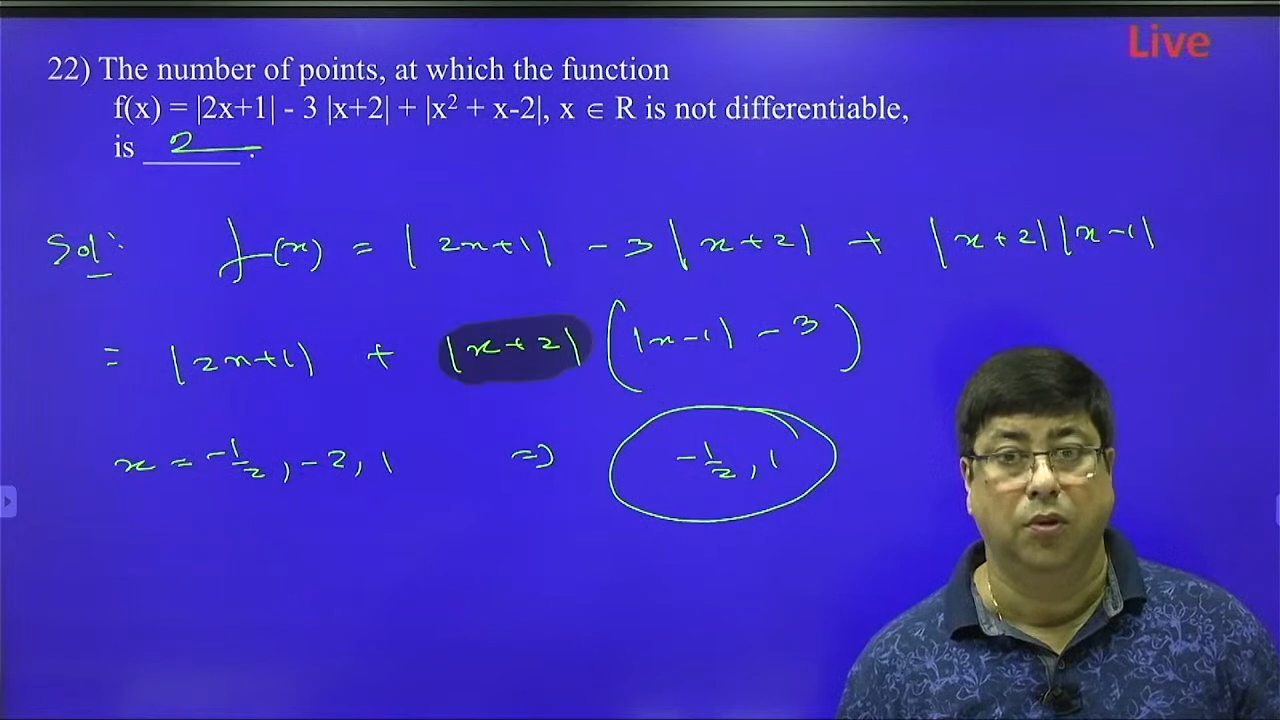 Live
22) The number of points, at which the function
f(x) = |2x+1| - 3 |x+2| + |x² + x-2|, x ∈ R is not differentiable,
is 2.
Sol: f(x) = |2x+1| - 3 |x+2| + |x+2||x-1|
= |2x+1| + |x+2| (|x-1| - 3)
x = -1/2, -2, 1 ⇒ -1/2, 1